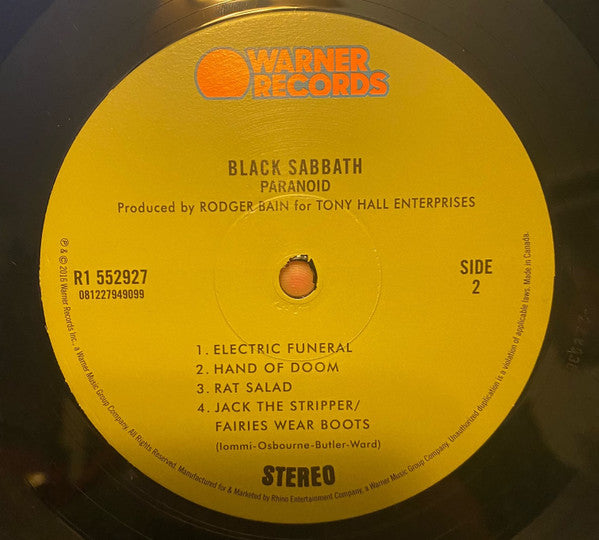 WARNER
RECORDS
BLACK SABBATH
PARANOID
Produced by RODGER BAIN for TONY HALL ENTERPRISES
R1 552927
081227949099
SIDE
2
1. ELECTRIC FUNERAL
2. HAND OF DOOM
3. RAT SALAD
4. JACK THE STRIPPER/
FAIRIES WEAR BOOTS
(Iommi-Osbourne-Butler-Ward)
STEREO
℗ & © 2016 Warner Records Inc., a Warner Music Group Company. All Rights Reserved. Manufactured for & Marketed by Rhino Entertainment Company, a Warner Music Group Company. Unauthorized duplication is a violation of applicable laws. Made in Canada.